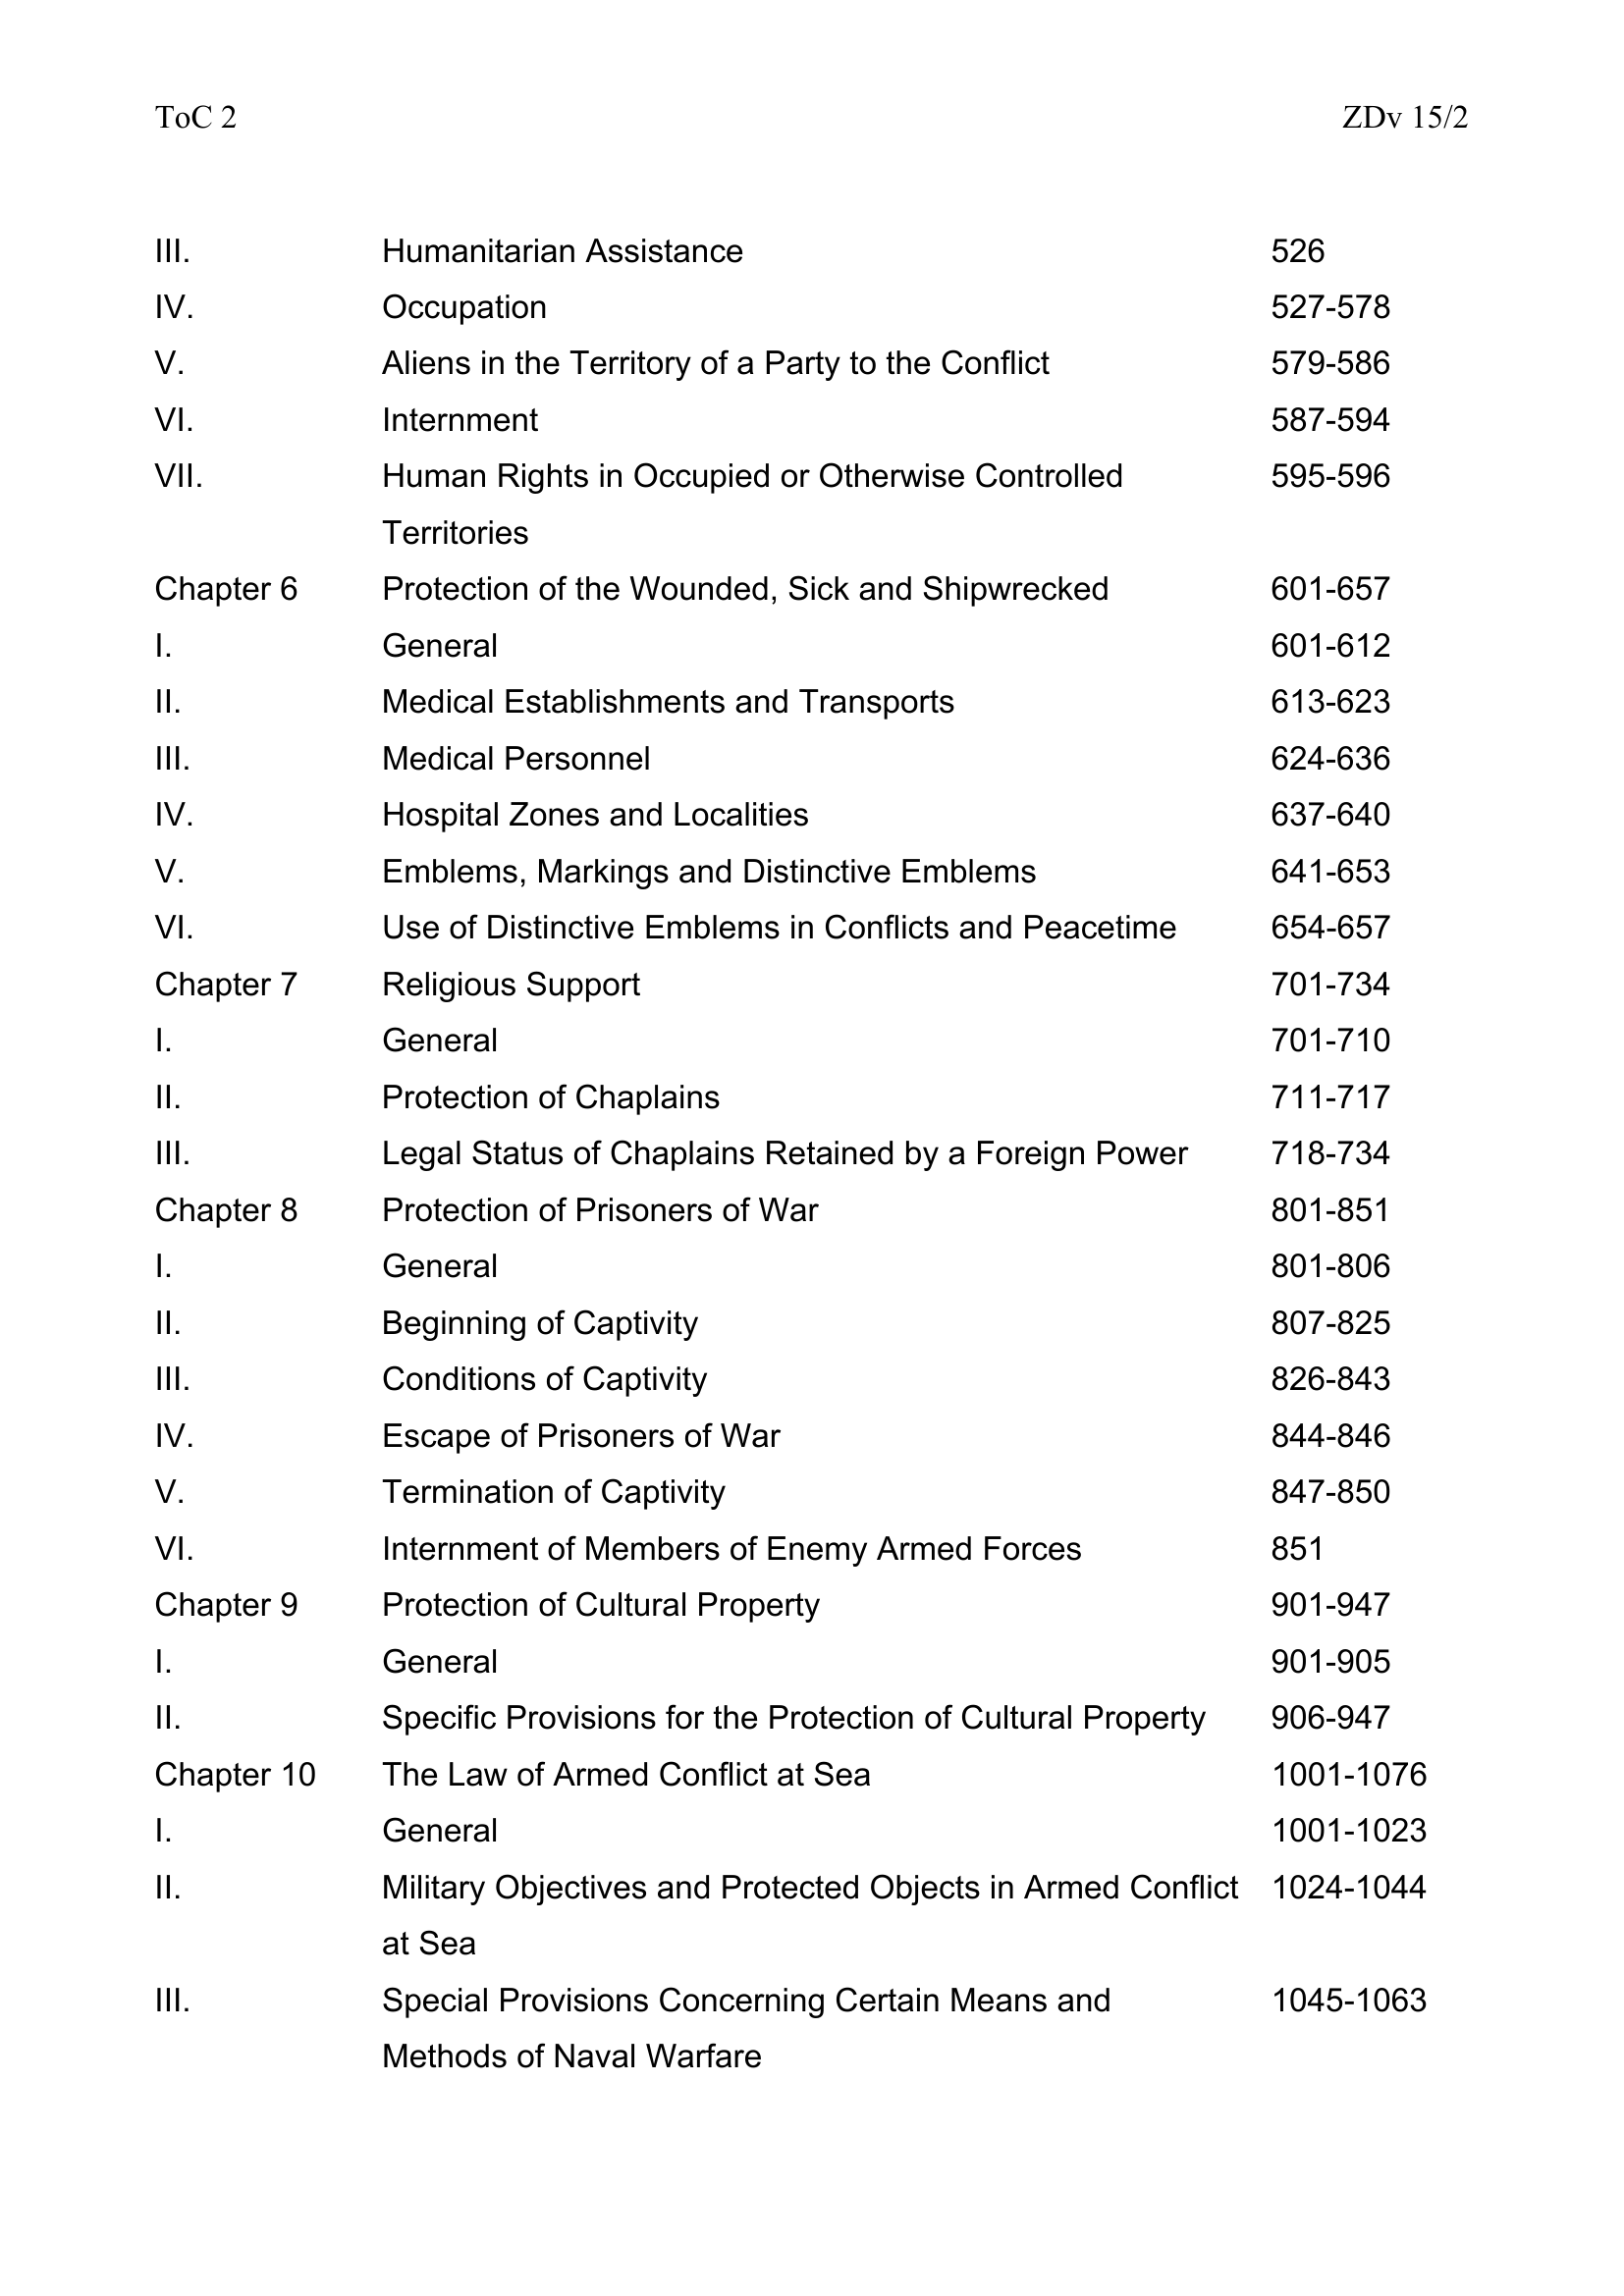 ToC 2 ZDv 15/2
III. Humanitarian Assistance 526
IV. Occupation 527-578
V. Aliens in the Territory of a Party to the Conflict 579-586
VI. Internment 587-594
VII. Human Rights in Occupied or Otherwise Controlled 595-596
Territories
Chapter 6 Protection of the Wounded, Sick and Shipwrecked 601-657
I. General 601-612
II. Medical Establishments and Transports 613-623
III. Medical Personnel 624-636
IV. Hospital Zones and Localities 637-640
V. Emblems, Markings and Distinctive Emblems 641-653
VI. Use of Distinctive Emblems in Conflicts and Peacetime 654-657
Chapter 7 Religious Support 701-734
I. General 701-710
II. Protection of Chaplains 711-717
III. Legal Status of Chaplains Retained by a Foreign Power 718-734
Chapter 8 Protection of Prisoners of War 801-851
I. General 801-806
II. Beginning of Captivity 807-825
III. Conditions of Captivity 826-843
IV. Escape of Prisoners of War 844-846
V. Termination of Captivity 847-850
VI. Internment of Members of Enemy Armed Forces 851
Chapter 9 Protection of Cultural Property 901-947
I. General 901-905
II. Specific Provisions for the Protection of Cultural Property 906-947
Chapter 10 The Law of Armed Conflict at Sea 1001-1076
I. General 1001-1023
II. Military Objectives and Protected Objects in Armed Conflict 1024-1044
at Sea
III. Special Provisions Concerning Certain Means and 1045-1063
Methods of Naval Warfare